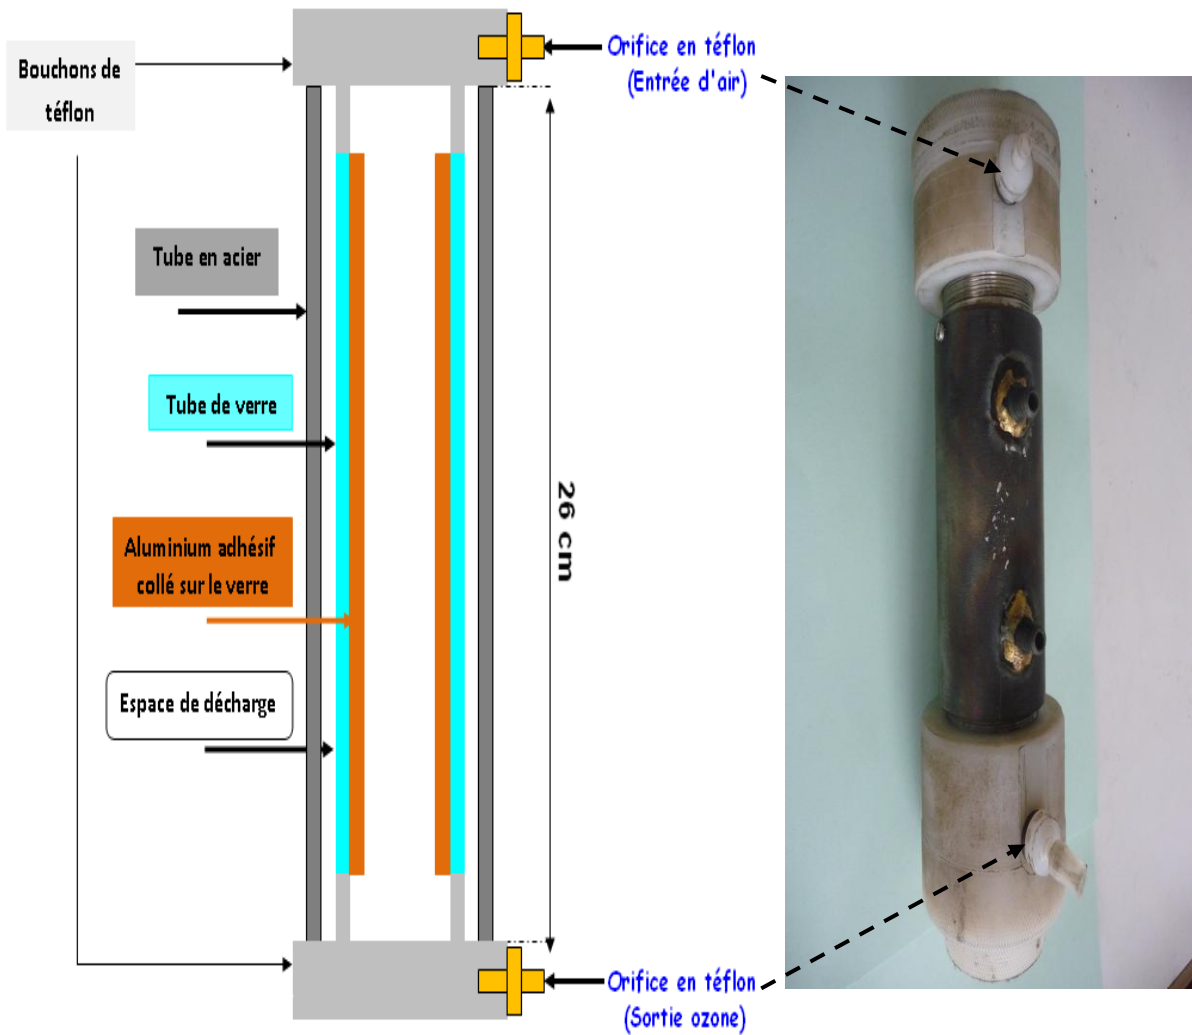 Orifice en téflon
(Entrée d'air)
Bouchons de
téflon
Tube en acier
Tube de verre
26 cm
Aluminium adhésif
collé sur le verre
Espace de décharge
Orifice en téflon
(Sortie ozone)